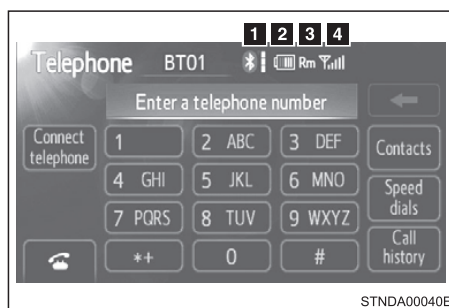 1 2 3 4
Telephone BT01 Rm
Enter a telephone number
Connect telephone
1
2 ABC
3 DEF
Contacts
4 GHI
5 JKL
6 MNO
Speed dials
7 PQRS
8 TUV
9 WXYZ
*+
0
#
Call history
STNDA00040E